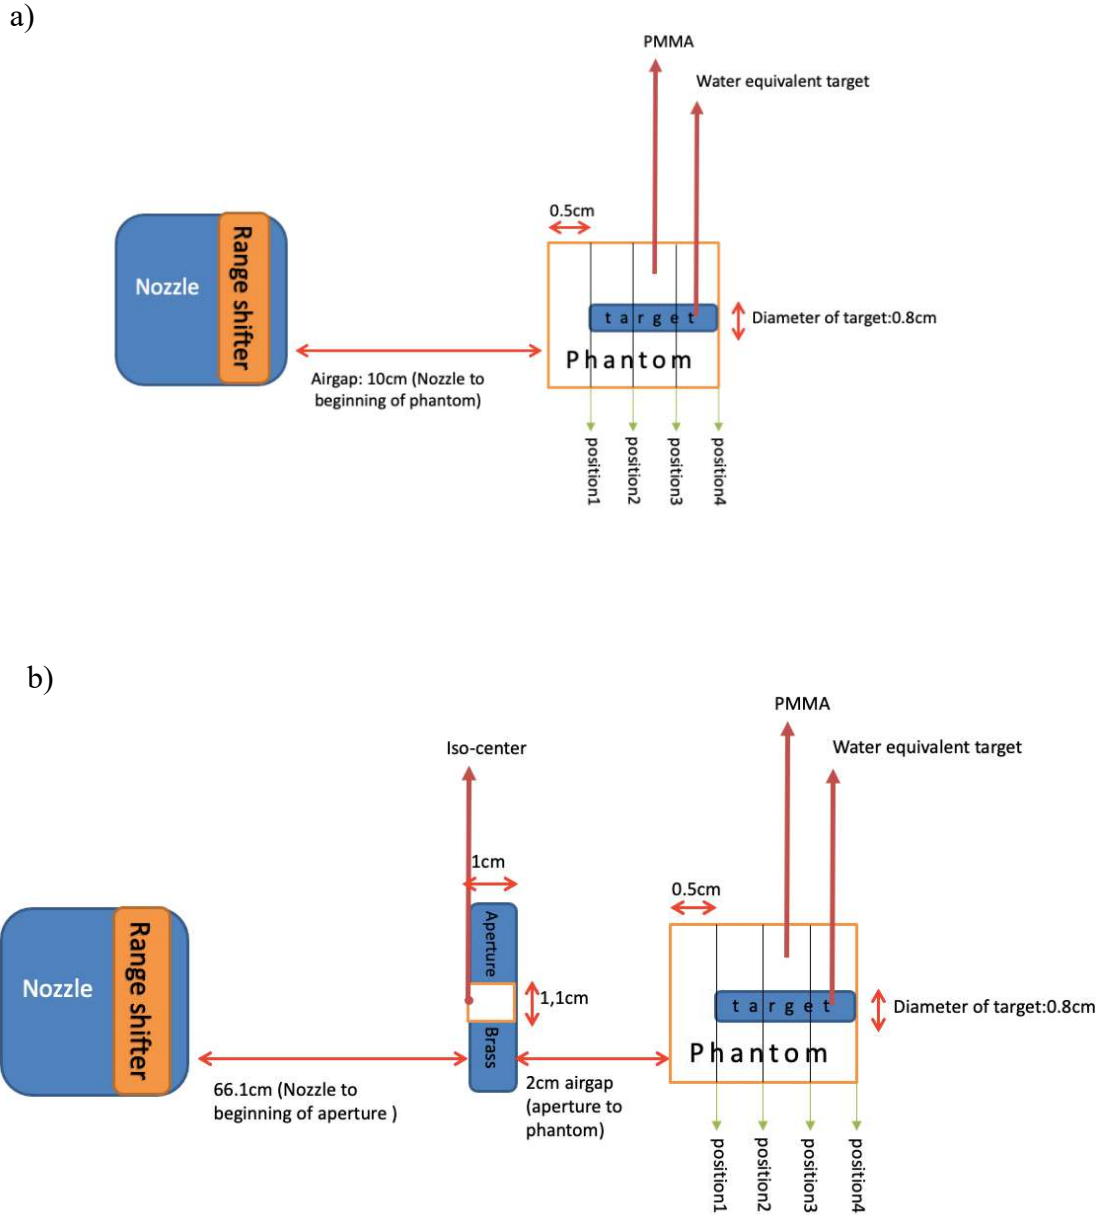 a)
PMMA
Water equivalent target
0.5cm
Nozzle
Range shifter
target
Diameter of target:0.8cm
Phantom
Airgap: 10cm (Nozzle to
beginning of phantom)
position1
position2
position3
position4
b)
PMMA
Iso-center
Water equivalent target
1cm
0.5cm
Nozzle
Range shifter
Aperture
1,1cm
Brass
target
Diameter of target:0.8cm
Phantom
66.1cm (Nozzle to
beginning of aperture )
2cm airgap
(aperture to
phantom)
position1
position2
position3
position4